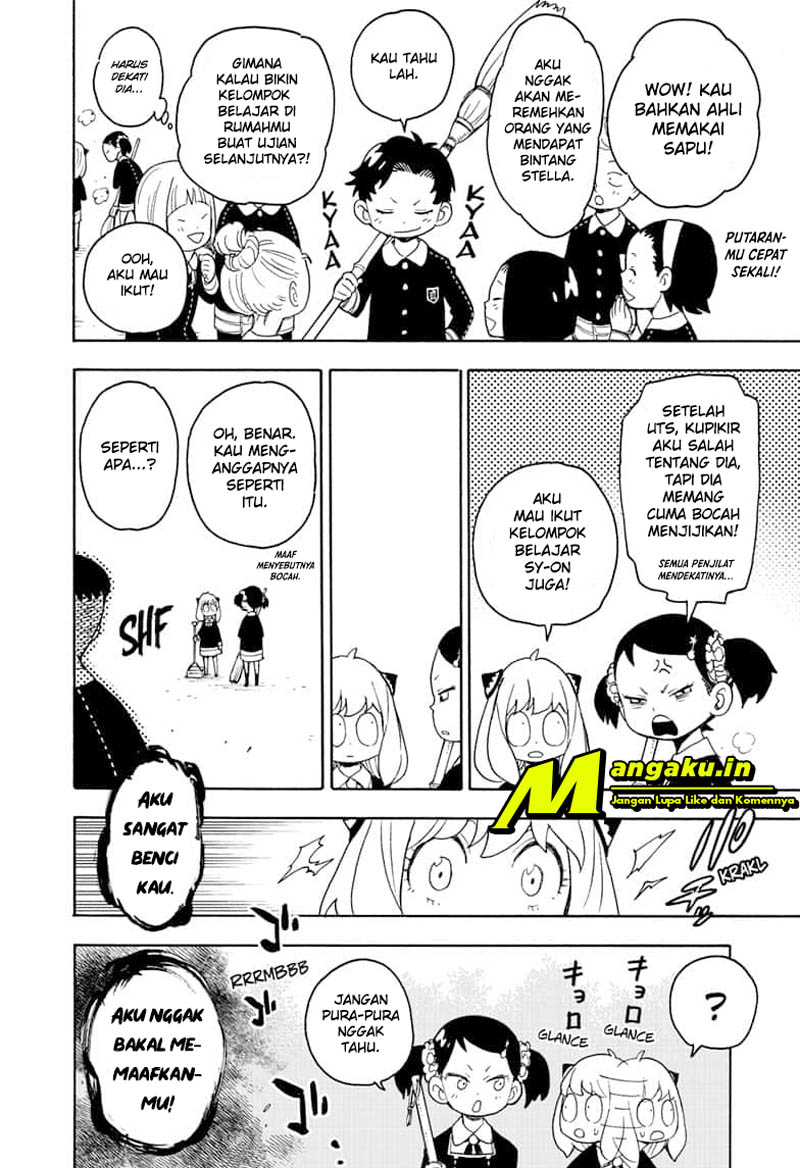 WOW! KAU
BAHKAN AHLI
MEMAKAI
SAPU!
PUTARAN-
MU CEPAT
SEKALI!
AKU
NGGAK
AKAN ME-
REMEHKAN
ORANG YANG
MENDAPAT
BINTANG
STELLA.
KYAA
KAU TAHU
LAH.
KYAA
GIMANA
KALAU BIKIN
KELOMPOK
BELAJAR DI
RUMAHMU
BUAT UJIAN
SELANJUTNYA?!
HARUS
DEKATI
DIA...
OOH,
AKU MAU
IKUT!
SETELAH
UTS, KUPIKIR
AKU SALAH
TENTANG DIA,
TAPI DIA
MEMANG
CUMA BOCAH
MENJIJIKAN!
SEMUA PENJILAT
MENDEKATINYA...
AKU
MAU IKUT
KELOMPOK
BELAJAR
SY-ON
JUGA!
OH, BENAR.
KAU MENG-
ANGGAPNYA
SEPERTI
ITU.
MAAF
MENYEBUTNYA
BOCAH.
SEPERTI
APA...?
SHF
Mangaku.in
Jangan Lupa Like dan Komennya
KRAKL
AKU
SANGAT
BENCI
KAU.
?
キョロ
GLANCE
キョロ
GLANCE
JANGAN
PURA-PURA
NGGAK
TAHU.
RRRMBBB
AKU NGGAK
BAKAL ME-
MAAFKAN-
MU!